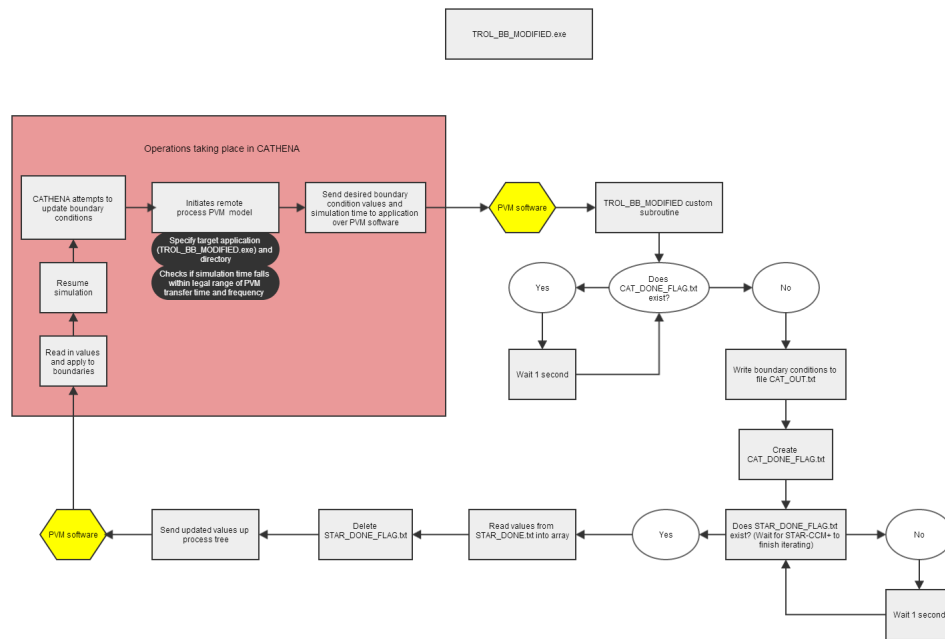 TROL_BB_MODIFIED.exe
Operations taking place in CATHENA
CATHENA attempts to
update boundary
conditions
Initiates remote
process PVM  model
Send desired boundary
condition values and
simulation time to application
over PVM software
PVM software
TROL_BB_MODIFIED custom
subroutine
Specify target application
(TROL_BB_MODIFIED.exe) and
directory
Checks if simulation time falls
within legal range of PVM
transfer time and frequency
Resume
simulation
Read in values
and apply to
boundaries
Yes
Does
CAT_DONE_FLAG.txt
exist?
No
Wait 1 second
Write boundary conditions to
file CAT_OUT.txt
Create
CAT_DONE_FLAG.txt
PVM software
Send updated values up
process tree
Delete
STAR_DONE_FLAG.txt
Read values from
STAR_DONE.txt into array
Yes
Does STAR_DONE_FLAG.txt
exist? (Wait for STAR-CCM+ to
finish iterating)
No
Wait 1 second